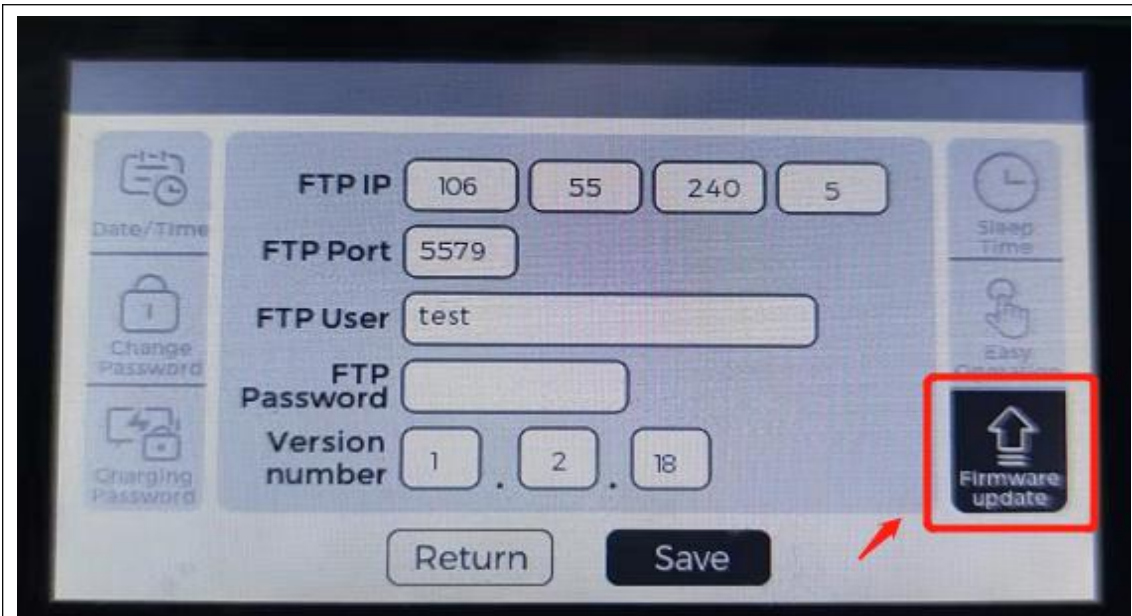 Date/Time
Change
Password
Charging
Password
FTP IP 106 55 240 5
FTP Port 5579
FTP User test
FTP
Password
Version
number 1 . 2 . 18
Return Save
Sleep
Time
Easy
Operation
Firmware
update